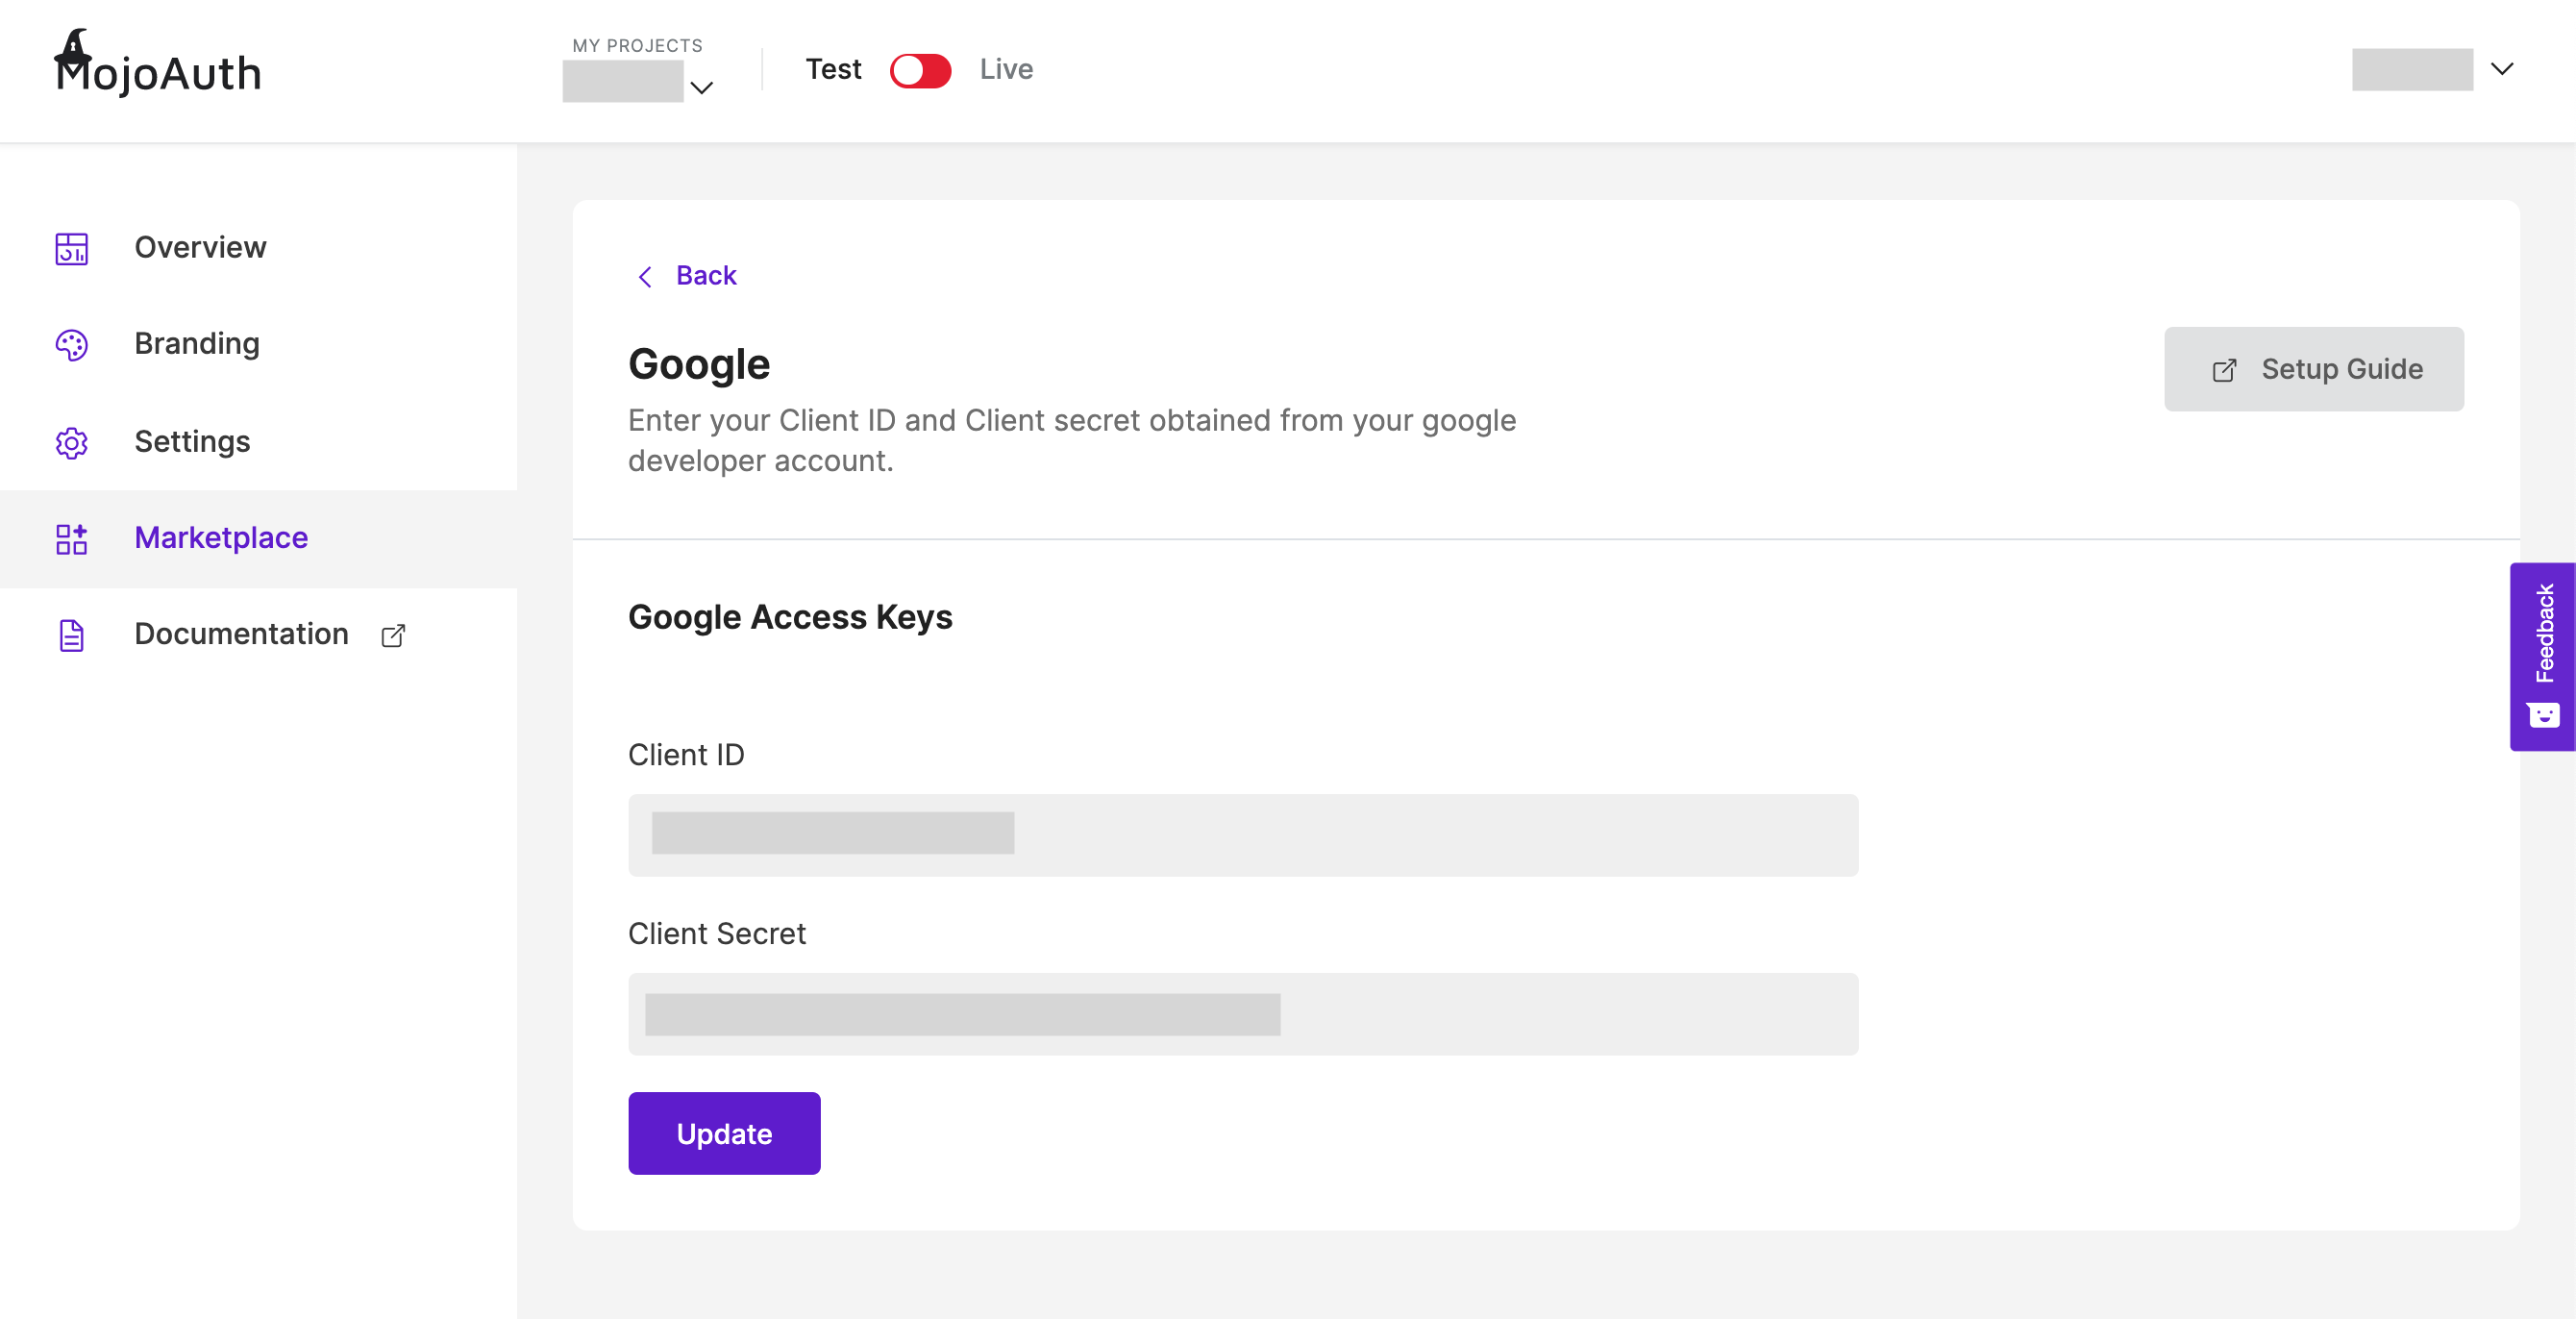 MojoAuth
MY PROJECTS
Test
Live
Overview
Branding
Settings
Marketplace
Documentation
Back
Google
Setup Guide
Enter your Client ID and Client secret obtained from your google
developer account.
Google Access Keys
Client ID
Client Secret
Update
Feedback